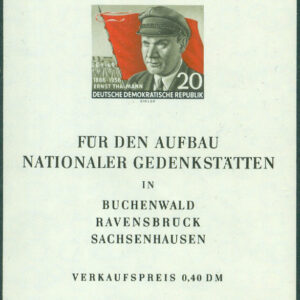 1886-1956
ERNST THÄLMANN
20
DEUTSCHE DEMOKRATISCHE REPUBLIK
FÜR DEN AUFBAU
NATIONALER GEDENKSTÄTTEN
IN
BUCHENWALD
RAVENSBRÜCK
SACHSENHAUSEN
VERKAUFSPREIS 0,40 DM